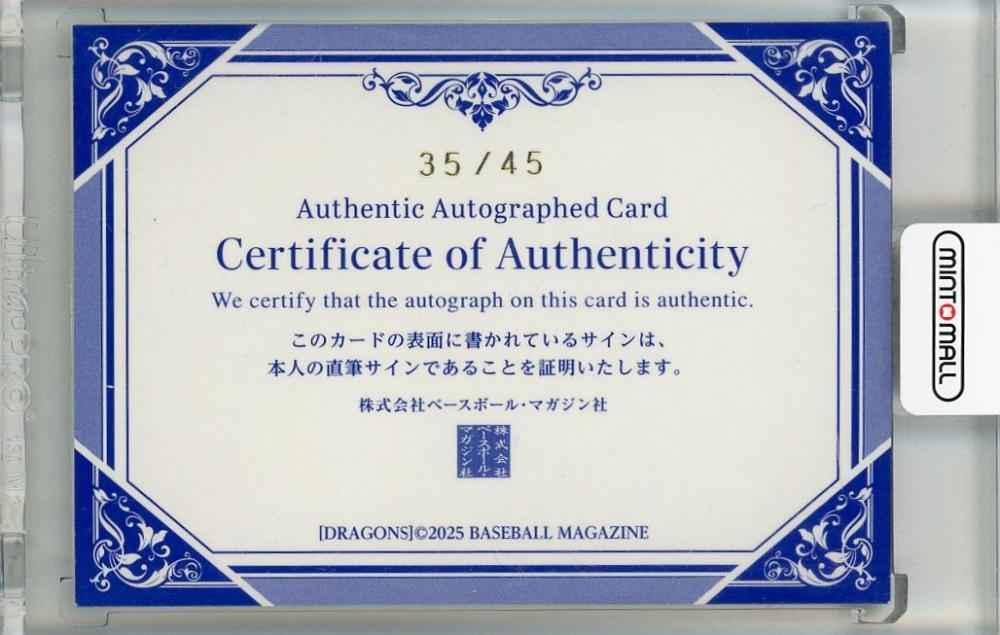 35/45
Authentic Autographed Card
Certificate of Authenticity
We certify that the autograph on this card is authentic.
このカードの表面に書かれているサインは、
本人の直筆サインであることを証明いたします。
株式会社ベースボール・マガジン社
株式会社
ベースボール・
マガジン社
[DRAGONS]©2025 BASEBALL MAGAZINE
MINTMALL
Ultra·PRO®